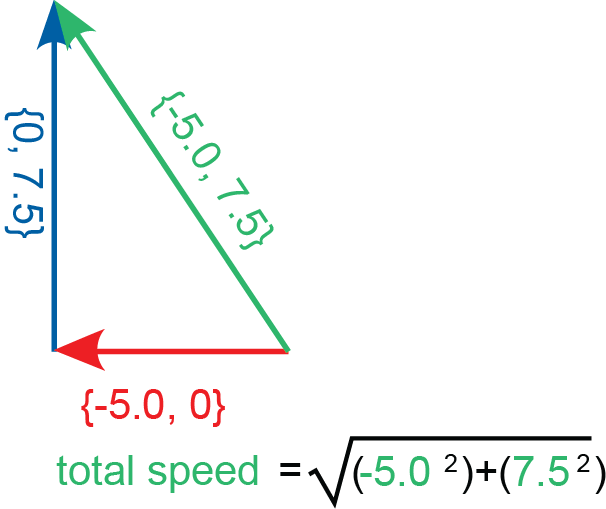 {0, 7.5}
{-5.0, 7.5}
{-5.0, 0}
total speed = √(-5.0 ²)+(7.5 ²)